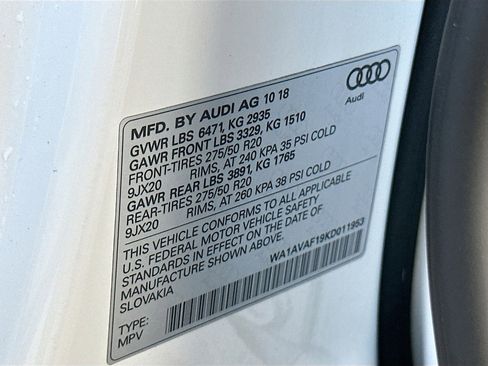 MFD. BY AUDI AG 10 18
Audi
GVWR LBS 6471, KG 2935
GAWR FRONT LBS 3329, KG 1510
FRONT-TIRES 275/50 R20
9JX20 RIMS, AT 240 KPA 35 PSI COLD
GAWR REAR LBS 3891, KG 1765
REAR-TIRES 275/50 R20
9JX20 RIMS, AT 260 KPA 38 PSI COLD
THIS VEHICLE CONFORMS TO ALL APPLICABLE
U.S. FEDERAL MOTOR VEHICLE SAFETY
STANDARDS IN EFFECT ON THE DATE OF
MANUFACTURE SHOWN ABOVE.
SLOVAKIA
WA1AVAF19KD011953
TYPE:
MPV